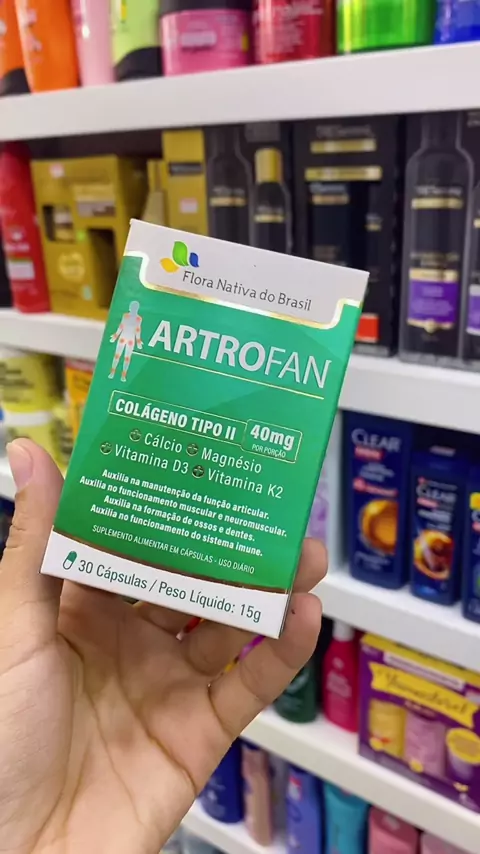 Flora Nativa do Brasil
ARTROFAN
COLÁGENO TIPO II
40mg
POR PORÇÃO
Cálcio Magnésio
Vitamina D3 Vitamina K2
Auxilia na manutenção da função articular.
Auxilia no funcionamento muscular e neuromuscular.
Auxilia na formação de ossos e dentes.
Auxilia no funcionamento do sistema imune.
SUPLEMENTO ALIMENTAR EM CÁPSULAS - USO DIÁRIO
30 Cápsulas / Peso Líquido: 15g
CLEAR
CLEAR